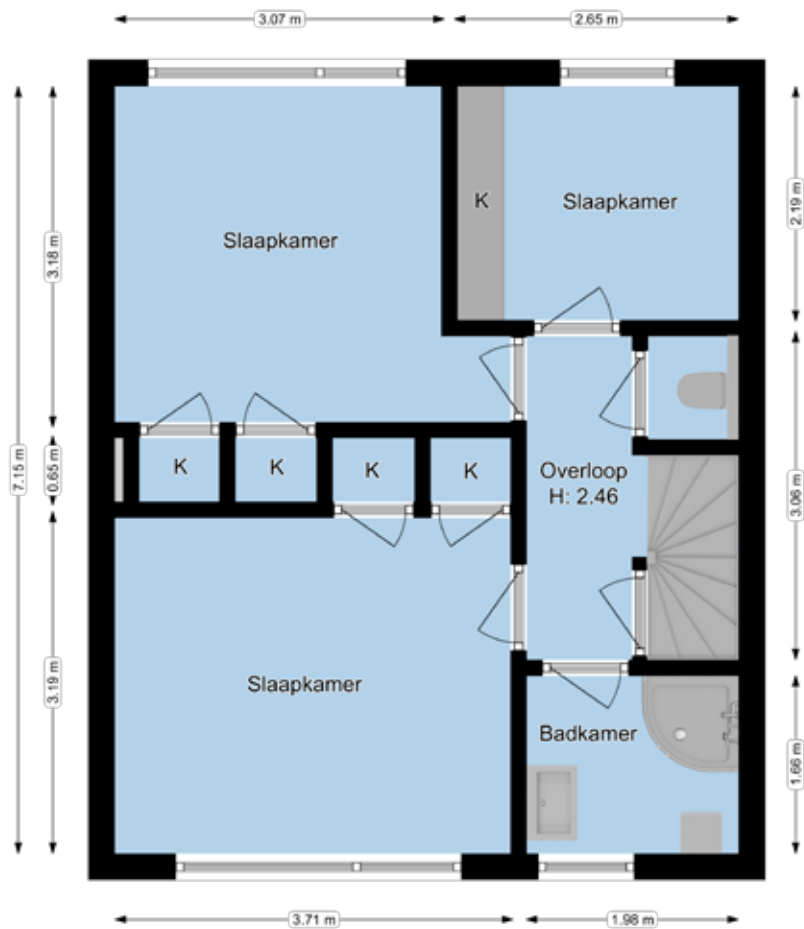 3.07 m
2.65 m
7.15 m
3.18 m
0.65 m
3.19 m
2.19 m
3.06 m
1.66 m
Slaapkamer
K
Slaapkamer
K
K
K
K
Overloop
H: 2.46
Slaapkamer
Badkamer
3.71 m
1.98 m